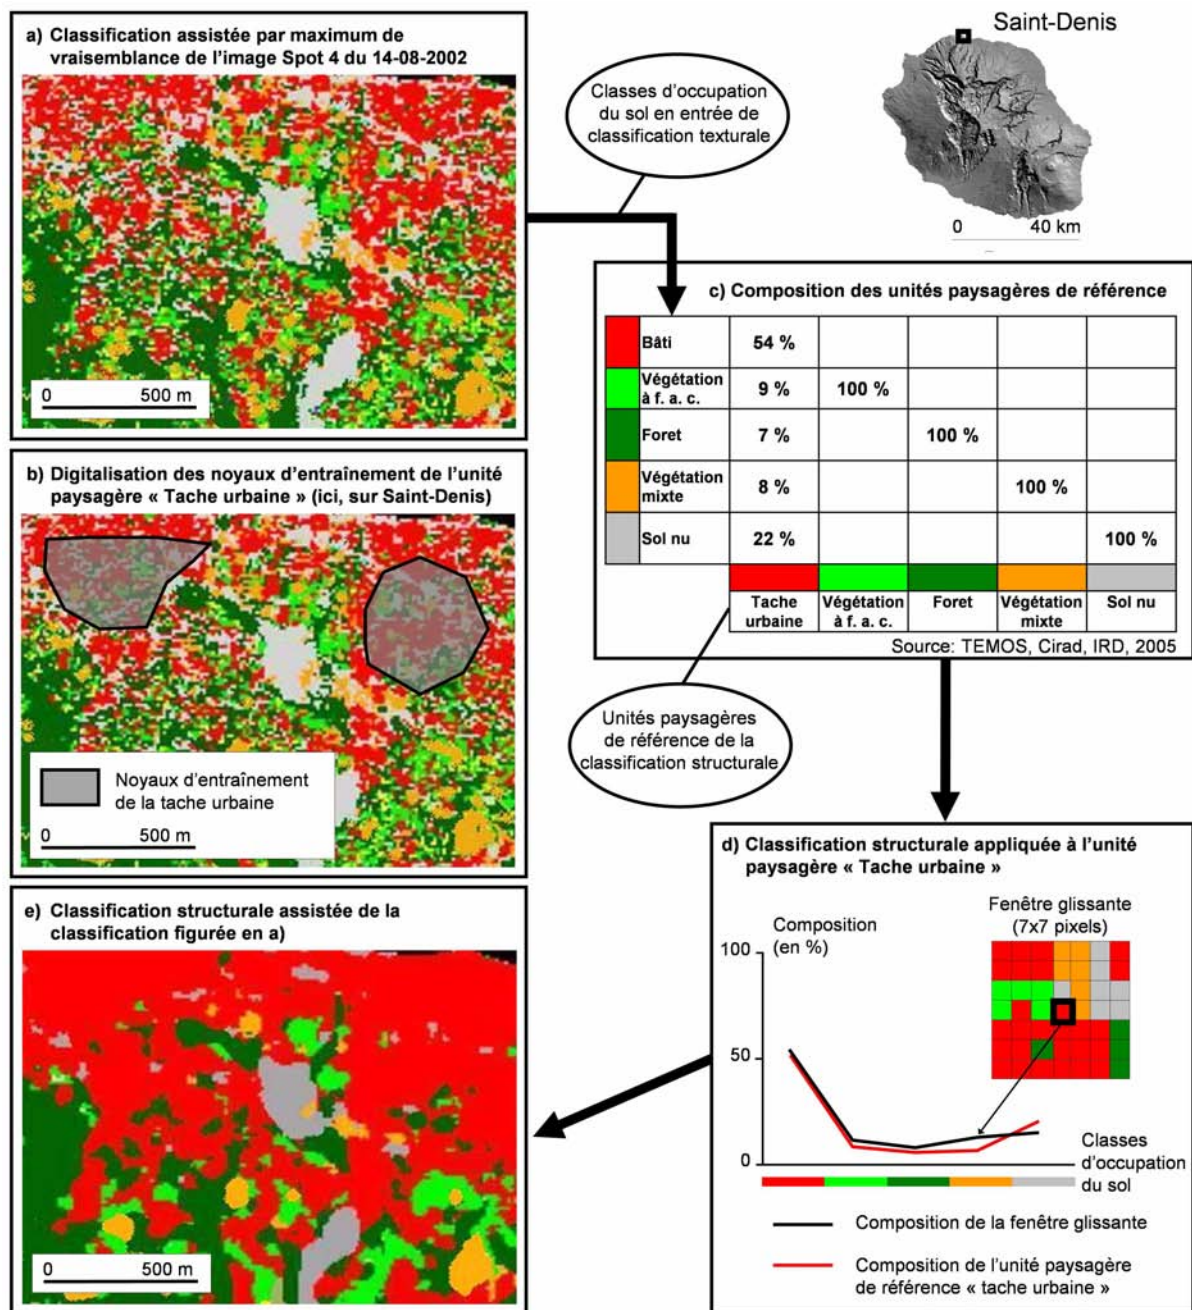 a) Classification assistée par maximum de
vraisemblance de l'image Spot 4 du 14-08-2002
0 500 m
Classes d'occupation
du sol en entrée de
classification texturale
Saint-Denis
0 40 km
b) Digitalisation des noyaux d'entraînement de l'unité
paysagère « Tache urbaine » (ici, sur Saint-Denis)
Noyaux d'entraînement
de la tache urbaine
0 500 m
c) Composition des unités paysagères de référence
Bâti 54 %
Végétation
à f. a. c. 9 % 100 %
Foret 7 % 100 %
Végétation
mixte 8 % 100 %
Sol nu 22 % 100 %
Tache Végétation Foret Végétation Sol nu
urbaine à f. a. c. mixte
Source: TEMOS, Cirad, IRD, 2005
Unités paysagères
de référence de la
classification structurale
d) Classification structurale appliquée à l'unité
paysagère « Tache urbaine »
Fenêtre glissante
(7x7 pixels)
Composition
(en %)
100
50
0
Classes
d'occupation
du sol
Composition de la fenêtre glissante
Composition de l'unité paysagère
de référence « tache urbaine »
e) Classification structurale assistée de la
classification figurée en a)
0 500 m